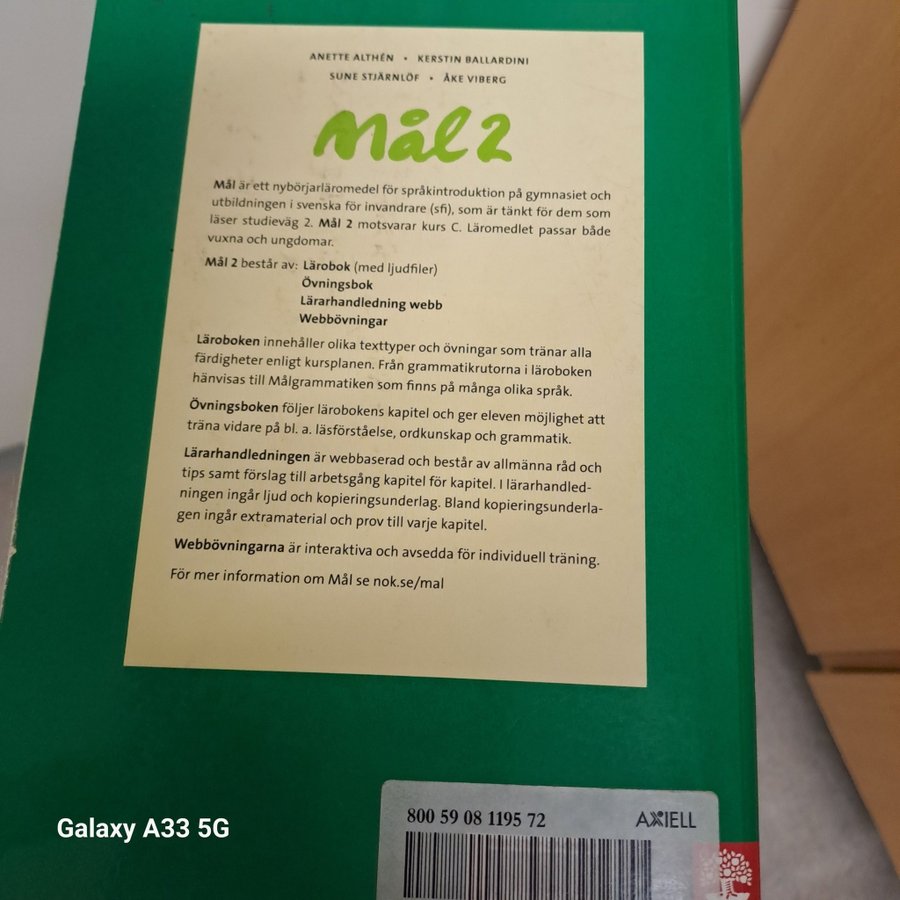 ANETTE ALTHÉN • KERSTIN BALLARDINI
SUNE STJÄRNLÖF • ÅKE VIBERG
Mål 2
Mål är ett nybörjarläromedel för språkintroduktion på gymnasiet och
utbildningen i svenska för invandrare (sfi), som är tänkt för dem som
läser studieväg 2. Mål 2 motsvarar kurs C. Läromedlet passar både
vuxna och ungdomar.
Mål 2 består av: Lärobok (med ljudfiler)
Övningsbok
Lärarhandledning webb
Webbövningar
Läroboken innehåller olika texttyper och övningar som tränar alla
färdigheter enligt kursplanen. Från grammatikrutorna i läroboken
hänvisas till Målgrammatiken som finns på många olika språk.
Övningsboken följer lärobokens kapitel och ger eleven möjlighet att
träna vidare på bl. a. läsförståelse, ordkunskap och grammatik.
Lärarhandledningen är webbaserad och består av allmänna råd och
tips samt förslag till arbetsgång kapitel för kapitel. I lärarhandled-
ningen ingår ljud och kopieringsunderlag. Bland kopieringsunderla-
gen ingår extramaterial och prov till varje kapitel.
Webbövningarna är interaktiva och avsedda för individuell träning.
För mer information om Mål se nok.se/mal
800 59 08 1195 72 AXIELL
Galaxy A33 5G